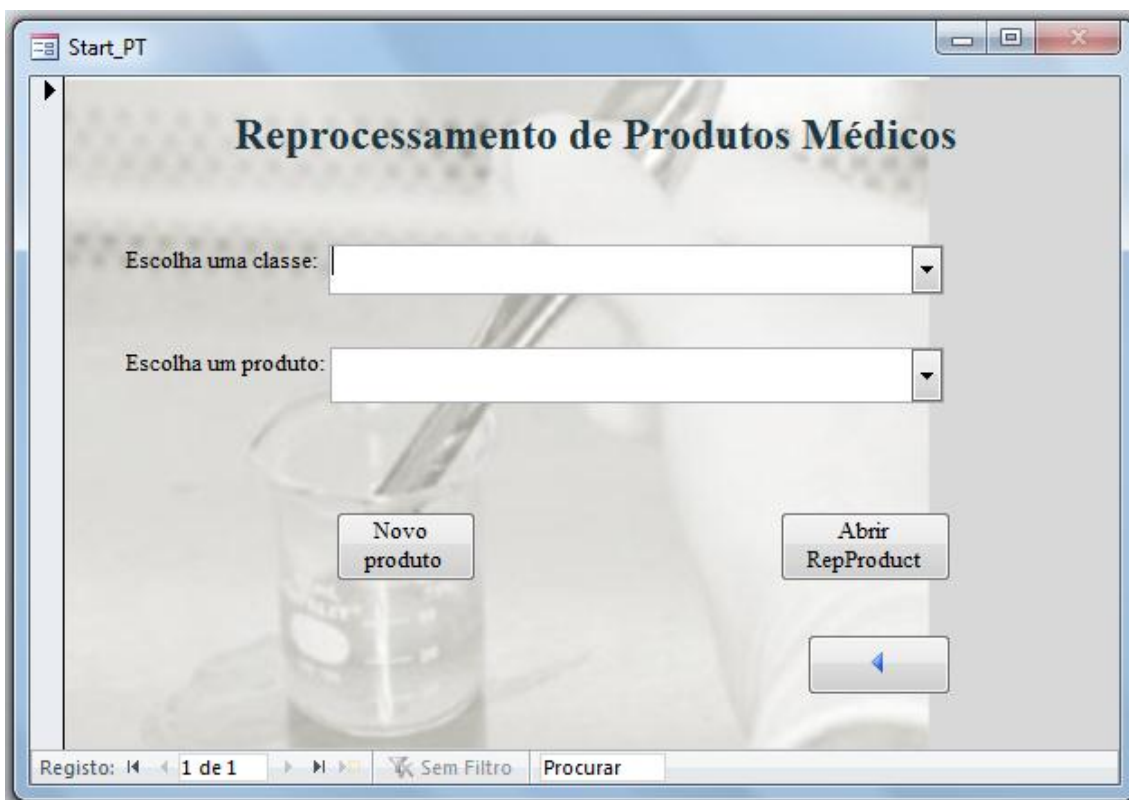 Start_PT
Reprocessamento de Produtos Médicos
Escolha uma classe:
Escolha um produto:
Novo
produto
Abrir
RepProduct
Registo: 1 de 1 Sem Filtro Procurar